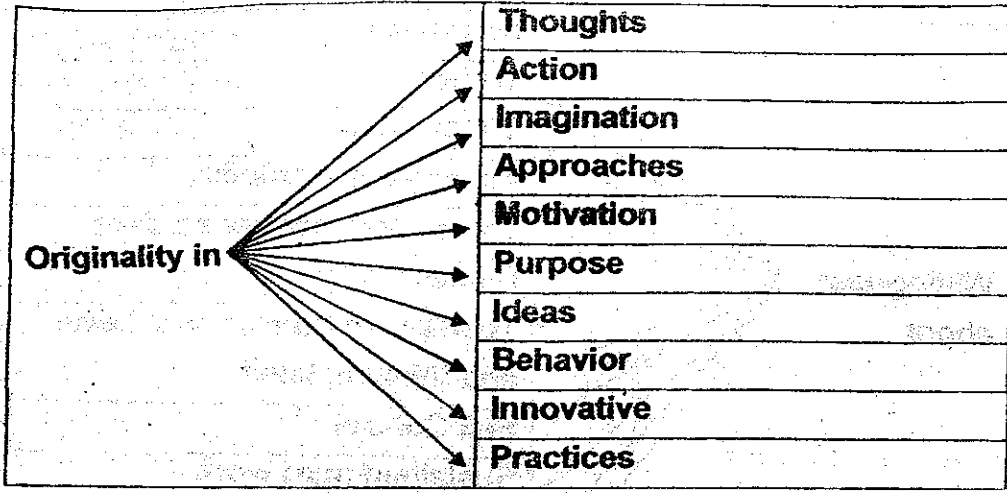 Originality in
Thoughts
Action
Imagination
Approaches
Motivation
Purpose
Ideas
Behavior
Innovative
Practices